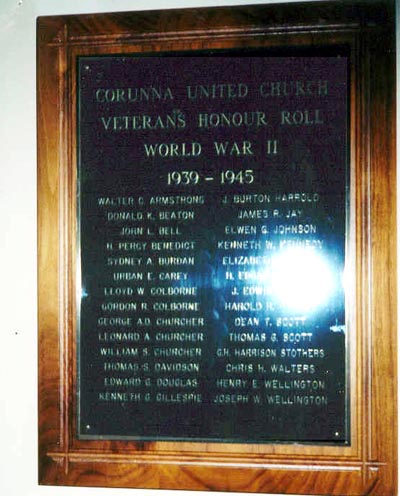 CORUNNA UNITED CHURCH
VETERANS HONOUR ROLL
WORLD WAR II
1939 - 1945
WALTER C. ARMSTRONG
DONALD K. BEATON
JOHN L. BELL
H. PERCY BENEDICT
SYDNEY A. BURDAN
URBAN E. CAREY
LLOYD W. COLBORNE
GORDON R. COLBORNE
GEORGE A.D. CHURCHER
LEONARD A. CHURCHER
WILLIAM S. CHURCHER
THOMAS S. DAVIDSON
EDWARD G. DOUGLAS
KENNETH G. GILLESPIE
J. BURTON HARROLD
JAMES R. JAY
ELWEN G. JOHNSON
KENNETH W. KENNEDY
H.
J.
HAROLD
DEAN T. SCOTT
THOMAS G. SCOTT
G.H. HARRISON STOTHERS
CHRIS H. WALTERS
HENRY E. WELLINGTON
JOSEPH W. WELLINGTON